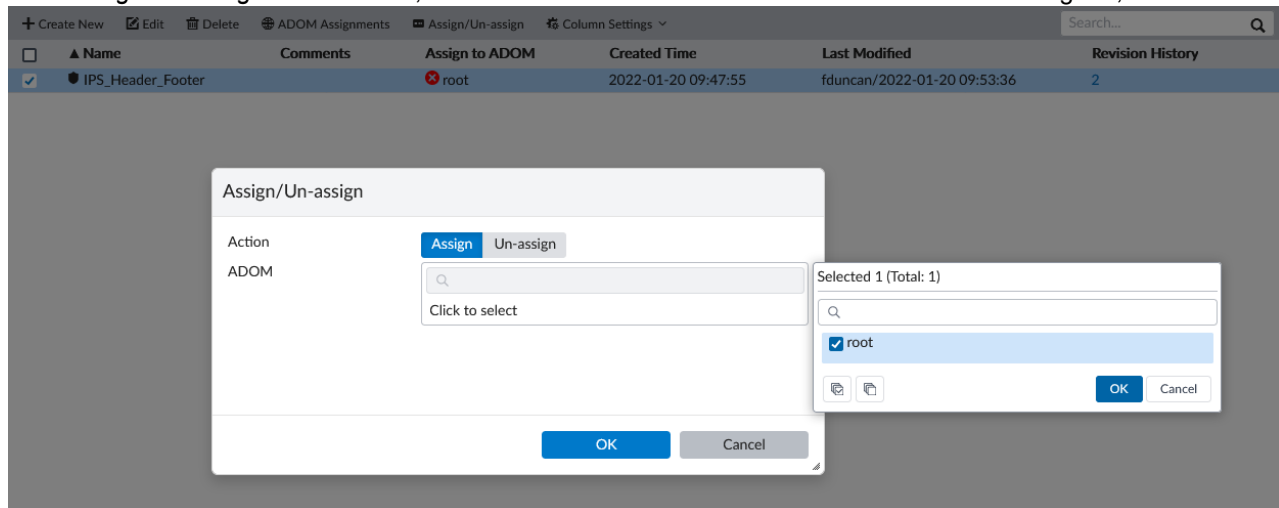 + Create New Edit Delete ADOM Assignments Assign/Un-assign Column Settings Search...
▲ Name Comments Assign to ADOM Created Time Last Modified Revision History
IPS_Header_Footer root 2022-01-20 09:47:55 fduncan/2022-01-20 09:53:36 2
Assign/Un-assign
Action Assign Un-assign
ADOM
Click to select
Selected 1 (Total: 1)
root
OK Cancel
OK Cancel